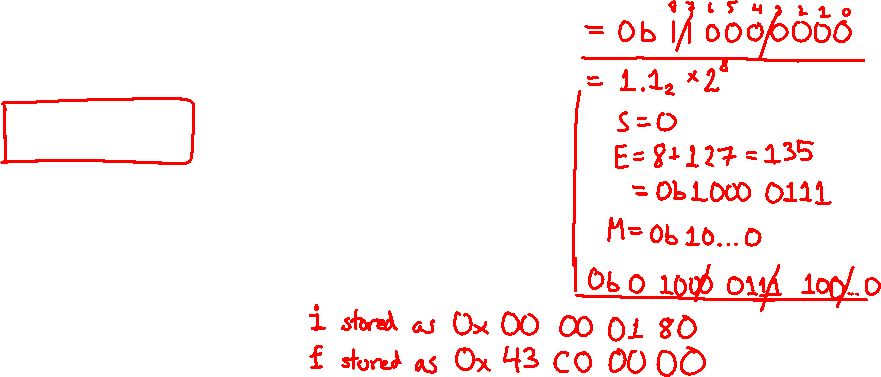 8 7 6 5 4 3 2 1 0
= 0b 1/1 000/0000
= 1.1₂ × 2⁸
S = 0
E = 8+127 = 135
= 0b1000 0111
M = 0b 10...0
0b 0 1000 0111 100...0
i stored as 0x 00 00 01 80
f stored as 0x 43 C0 00 00